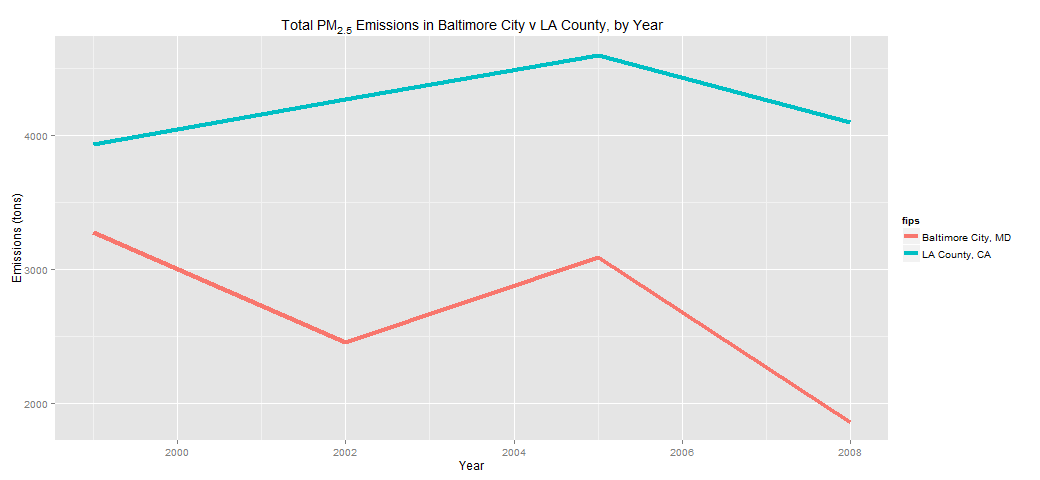 Total PM2.5 Emissions in Baltimore City v LA County, by Year
Emissions (tons)
4000
3000
2000
2000
2002
2004
2006
2008
Year
fips
Baltimore City, MD
LA County, CA